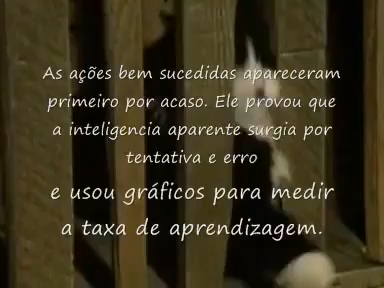 As ações bem sucedidas apareceram
primeiro por acaso. Ele provou que
a inteligencia aparente surgia por
tentativa e erro
e usou gráficos para medir
a taxa de aprendizagem.